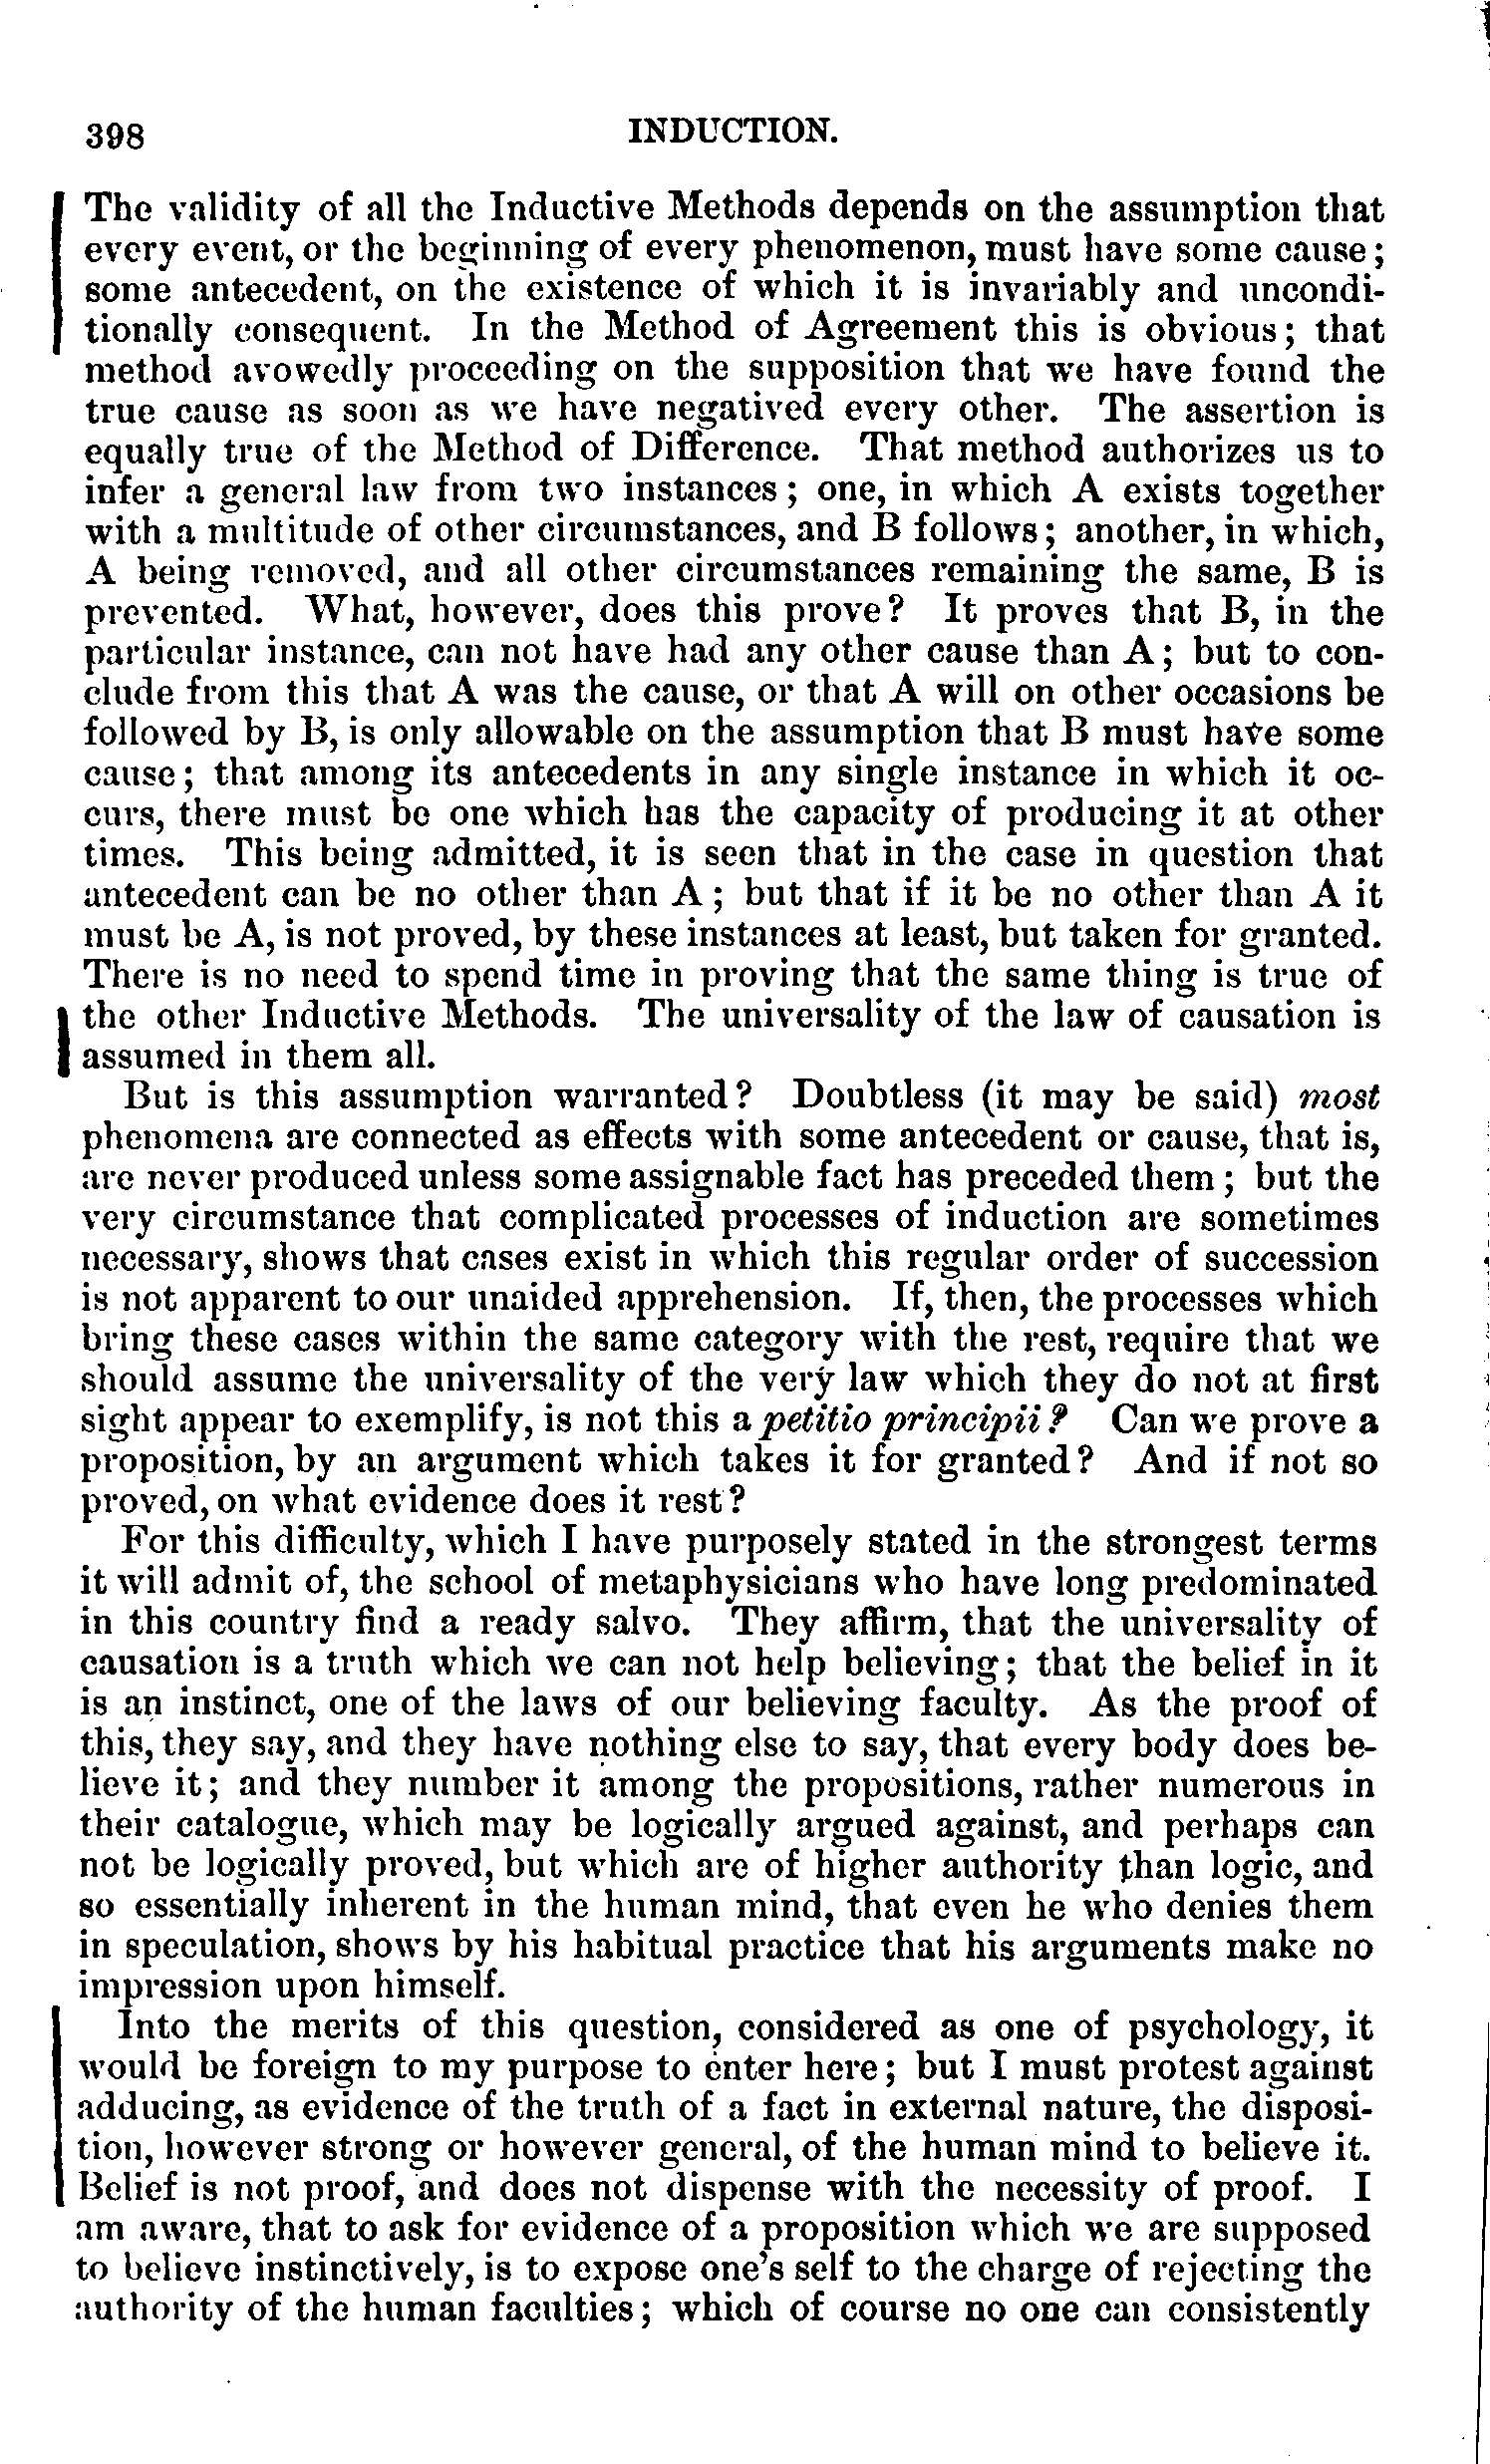 398
INDUCTION.
The validity of all the Inductive Methods depends on the assumption that
every event, or the beginning of every phenomenon, must have some cause;
some antecedent, on the existence of which it is invariably and uncondi-
tionally consequent. In the Method of Agreement this is obvious; that
method avowedly proceeding on the supposition that we have found the
true cause as soon as we have negatived every other. The assertion is
equally true of the Method of Difference. That method authorizes us to
infer a general law from two instances; one, in which A exists together
with a multitude of other circumstances, and B follows; another, in which,
A being removed, and all other circumstances remaining the same, B is
prevented. What, however, does this prove? It proves that B, in the
particular instance, can not have had any other cause than A; but to con-
clude from this that A was the cause, or that A will on other occasions be
followed by B, is only allowable on the assumption that B must have some
cause; that among its antecedents in any single instance in which it oc-
curs, there must be one which has the capacity of producing it at other
times. This being admitted, it is seen that in the case in question that
antecedent can be no other than A; but that if it be no other than A it
must be A, is not proved, by these instances at least, but taken for granted.
There is no need to spend time in proving that the same thing is true of
the other Inductive Methods. The universality of the law of causation is
assumed in them all.
But is this assumption warranted? Doubtless (it may be said) most
phenomena are connected as effects with some antecedent or cause, that is,
are never produced unless some assignable fact has preceded them; but the
very circumstance that complicated processes of induction are sometimes
necessary, shows that cases exist in which this regular order of succession
is not apparent to our unaided apprehension. If, then, the processes which
bring these cases within the same category with the rest, require that we
should assume the universality of the very law which they do not at first
sight appear to exemplify, is not this a petitio principii? Can we prove a
proposition, by an argument which takes it for granted? And if not so
proved, on what evidence does it rest?
For this difficulty, which I have purposely stated in the strongest terms
it will admit of, the school of metaphysicians who have long predominated
in this country find a ready salvo. They affirm, that the universality of
causation is a truth which we can not help believing; that the belief in it
is an instinct, one of the laws of our believing faculty. As the proof of
this, they say, and they have nothing else to say, that every body does be-
lieve it; and they number it among the propositions, rather numerous in
their catalogue, which may be logically argued against, and perhaps can
not be logically proved, but which are of higher authority than logic, and
so essentially inherent in the human mind, that even he who denies them
in speculation, shows by his habitual practice that his arguments make no
impression upon himself.
Into the merits of this question, considered as one of psychology, it
would be foreign to my purpose to enter here; but I must protest against
adducing, as evidence of the truth of a fact in external nature, the disposi-
tion, however strong or however general, of the human mind to believe it.
Belief is not proof, and does not dispense with the necessity of proof. I
am aware, that to ask for evidence of a proposition which we are supposed
to believe instinctively, is to expose one's self to the charge of rejecting the
authority of the human faculties; which of course no one can consistently